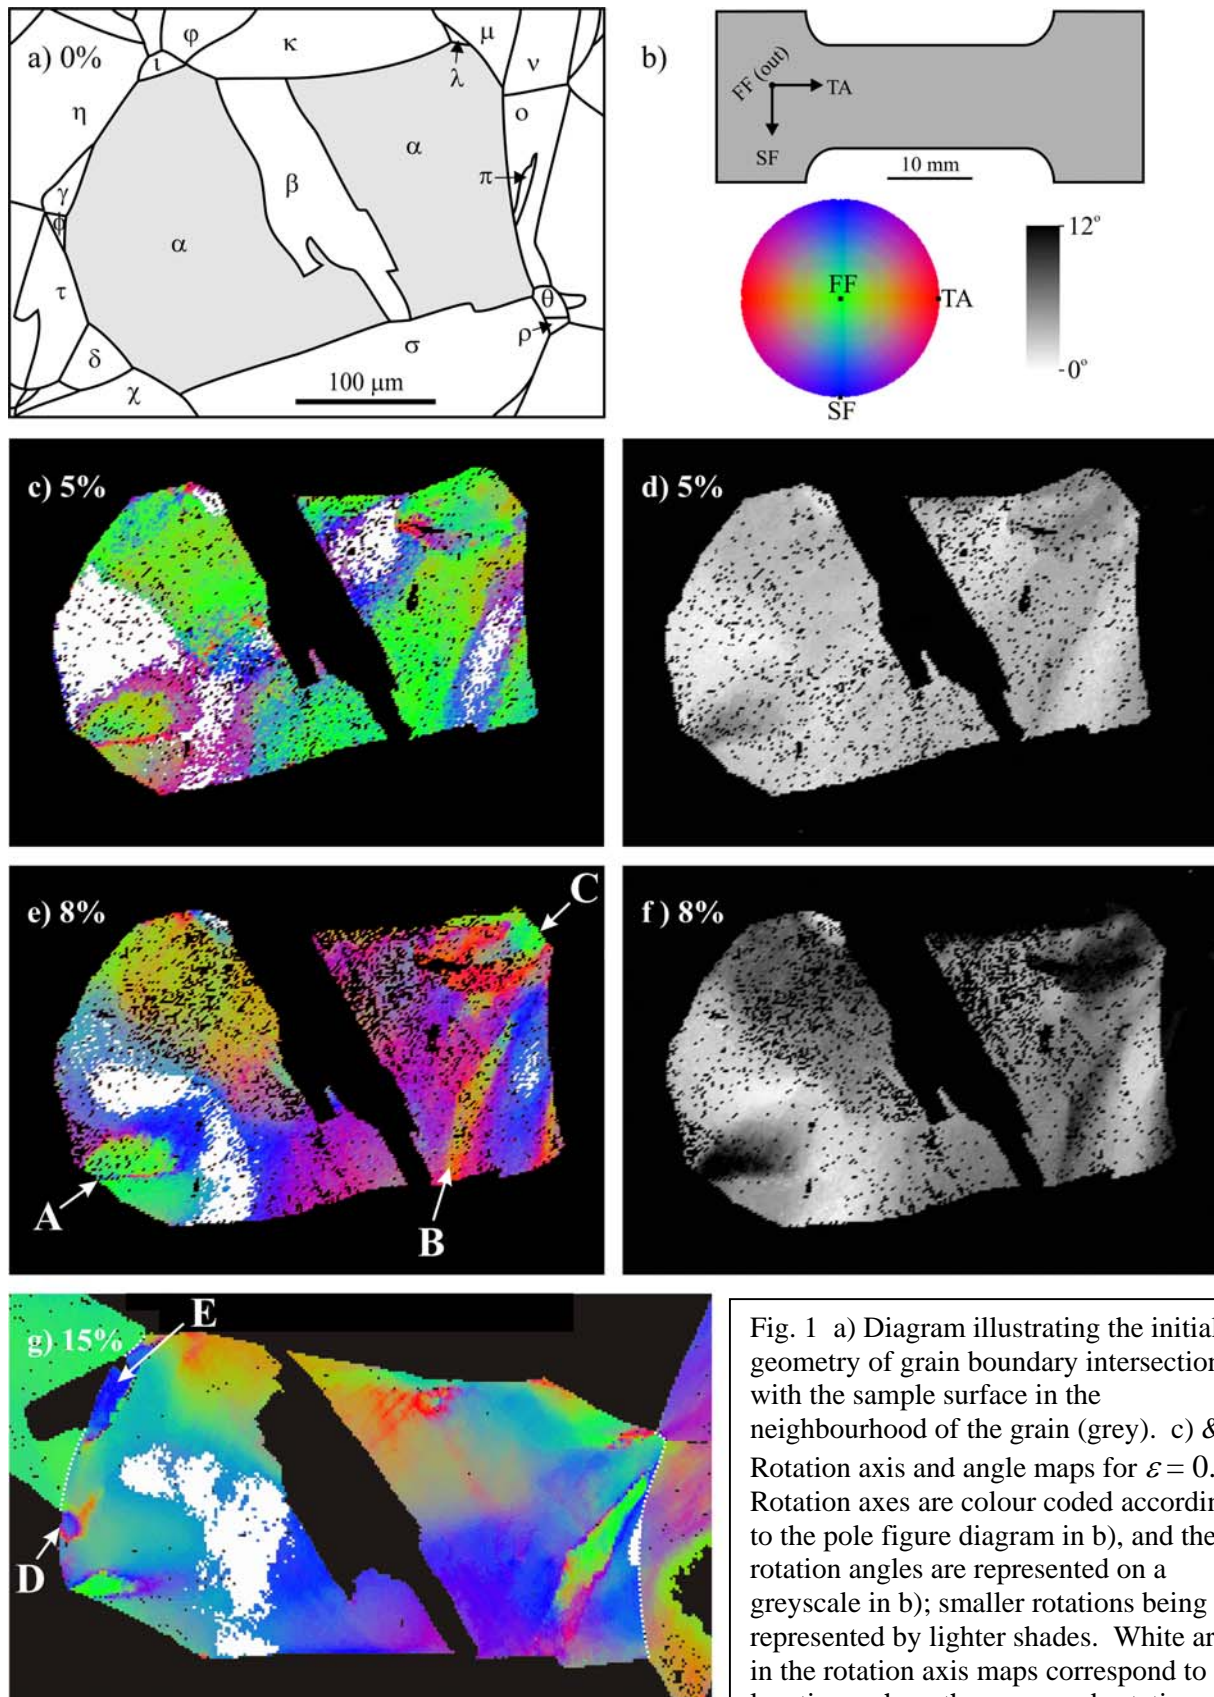 a) 0%
φ
ι
κ
μ
λ
ν
η
ο
α
π
β
γ
ϕ
α
τ
θ
ρ
δ
σ
χ
100 μm
b)
FF (out)
TA
SF
10 mm
12°
FF
TA
0°
SF
c) 5%
d) 5%
e) 8%
C
A
B
f) 8%
g) 15%
E
D
Fig. 1 a) Diagram illustrating the initial
geometry of grain boundary intersection
with the sample surface in the
neighbourhood of the grain (grey). c) &
Rotation axis and angle maps for ε = 0.
Rotation axes are colour coded accordin
to the pole figure diagram in b), and the
rotation angles are represented on a
greyscale in b); smaller rotations being
represented by lighter shades. White ar
in the rotation axis maps correspond to